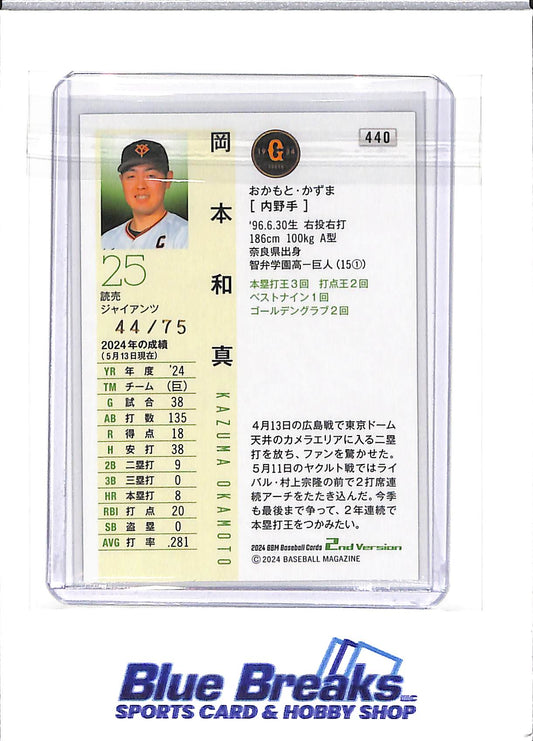 440
岡本和真
KAZUMA OKAMOTO
19 G 34
TOKYO
おかもと・かずま
[ 内野手 ]
'96.6.30生 右投右打
186cm 100kg A型
奈良県出身
智弁学園高－巨人(15①)
本塁打王3回 打点王2回
ベストナイン1回
ゴールデングラブ2回
C
25
読売
ジャイアンツ
44/75
2024年の成績
(5月13日現在)
YR 年度 '24
TM チーム (巨)
G 試合 38
AB 打数 135
R 得点 18
H 安打 38
2B 二塁打 9
3B 三塁打 0
HR 本塁打 8
RBI 打点 20
SB 盗塁 0
AVG 打率 .281
4月13日の広島戦で東京ドーム
天井のカメラエリアに入る二塁
打を放ち、ファンを驚かせた。
5月11日のヤクルト戦ではライ
バル・村上宗隆の前で2打席連
続アーチをたたき込んだ。今季
も最後まで争って、2年連続で
本塁打王をつかみたい。
2024 BBM Baseball Cards 2nd Version
©2024 BASEBALL MAGAZINE
Blue Breaks LLC
SPORTS CARD & HOBBY SHOP